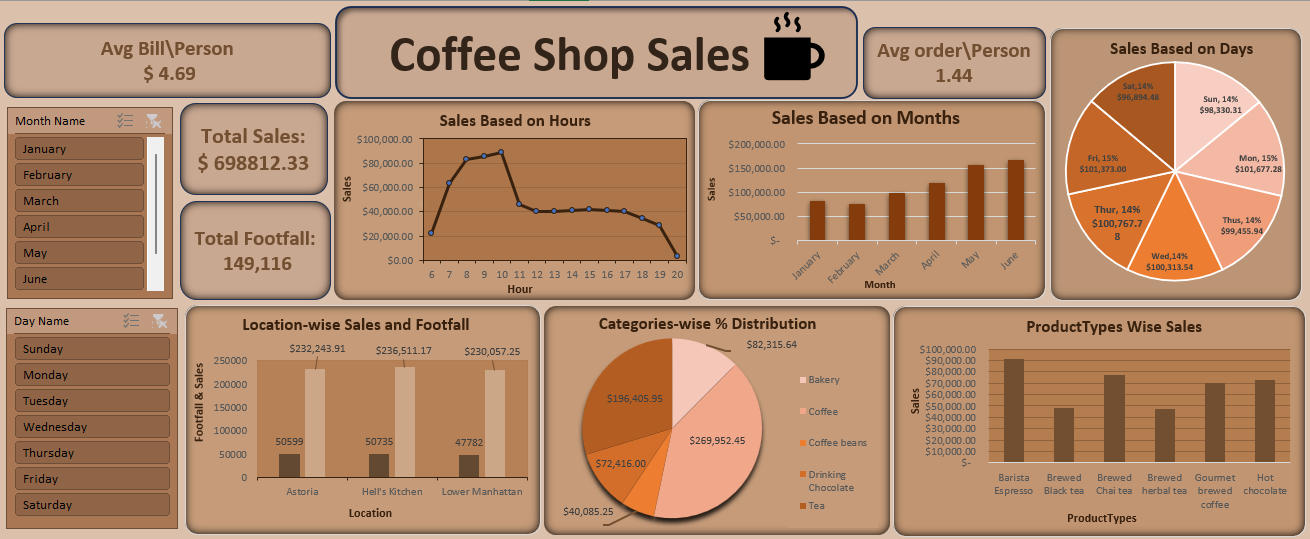 Avg Bill\Person
$ 4.69
Coffee Shop Sales
Avg order\Person
1.44
Month Name
January
February
March
April
May
June
Total Sales:
$ 698812.33
Total Footfall:
149,116
Sales Based on Hours
Sales
$100,000.00
$80,000.00
$60,000.00
$40,000.00
$20,000.00
$0.00
6 7 8 9 10 11 12 13 14 15 16 17 18 19 20
Hour
Sales Based on Months
Sales
$200,000.00
$150,000.00
$100,000.00
$50,000.00
$-
January
February
March
April
May
June
Month
Sales Based on Days
Sat,14%
$96,894.48
Sun, 14%
$98,330.31
Fri, 15%
$101,373.00
Mon, 15%
$101,677.28
Thur, 14%
$100,767.7
8
Thus, 14%
$99,455.94
Wed,14%
$100,313.54
Day Name
Sunday
Monday
Tuesday
Wednesday
Thursday
Friday
Saturday
Location-wise Sales and Footfall
Footfall & Sales
250000
200000
150000
100000
50000
0
$232,243.91
$236,511.17
$230,057.25
50599
50735
47782
Astoria
Hell's Kitchen
Lower Manhattan
Location
Categories-wise % Distribution
$82,315.64
$196,405.95
$269,952.45
$72,416.00
$40,085.25
Bakery
Coffee
Coffee beans
Drinking
Chocolate
Tea
ProductTypes Wise Sales
Sales
$100,000.00
$90,000.00
$80,000.00
$70,000.00
$60,000.00
$50,000.00
$40,000.00
$30,000.00
$20,000.00
$10,000.00
$-
Barista
Espresso
Brewed
Black tea
Brewed
Chai tea
Brewed
herbal tea
Gourmet
brewed
coffee
Hot
chocolate
ProductTypes